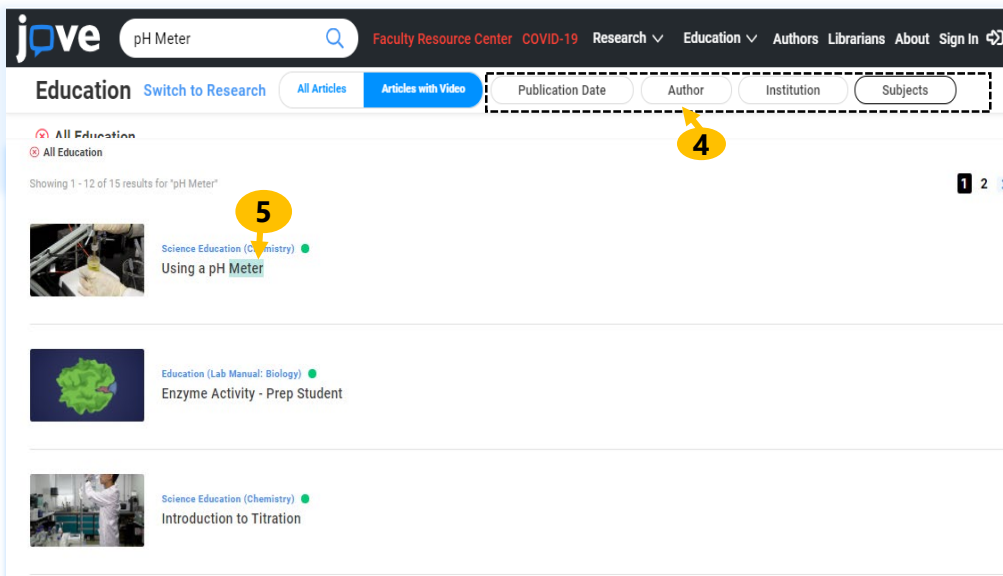 jove pH Meter Faculty Resource Center COVID-19 Research Education Authors Librarians About Sign In
Education Switch to Research All Articles Articles with Video Publication Date Author Institution Subjects
All Education
4
All Education
Showing 1 - 12 of 15 results for "pH Meter" 1 2
5
Science Education (Chemistry)
Using a pH Meter
Education (Lab Manual: Biology)
Enzyme Activity - Prep Student
Science Education (Chemistry)
Introduction to Titration